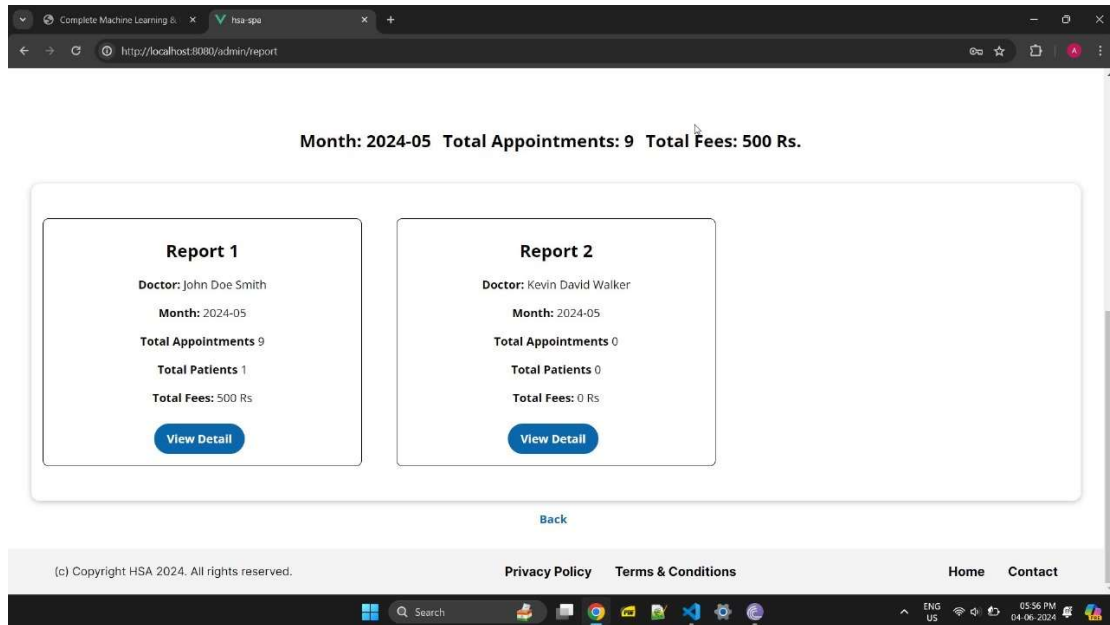 Complete Machine Learning &
hsa-spa
http://localhost:8080/admin/report
A
Month: 2024-05 Total Appointments: 9 Total Fees: 500 Rs.
Report 1
Doctor: John Doe Smith
Month: 2024-05
Total Appointments 9
Total Patients 1
Total Fees: 500 Rs
View Detail
Report 2
Doctor: Kevin David Walker
Month: 2024-05
Total Appointments 0
Total Patients 0
Total Fees: 0 Rs
View Detail
Back
(c) Copyright HSA 2024. All rights reserved.
Privacy Policy Terms & Conditions
Home Contact
Search
ENG
US
05:56 PM
04-06-2024